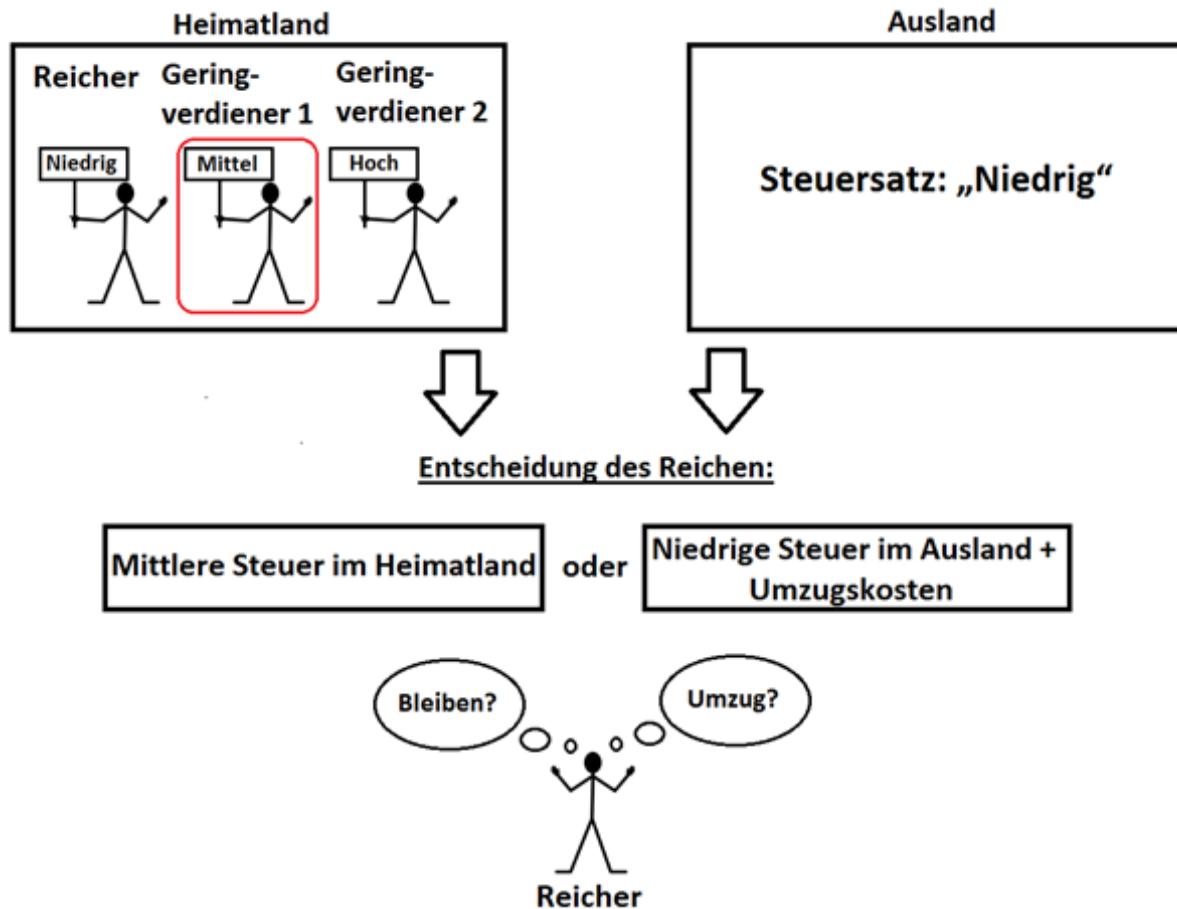 Heimatland
Ausland
Reicher
Gering-
verdiener 1
Gering-
verdiener 2
Niedrig
Mittel
Hoch
Steuersatz: „Niedrig“
Entscheidung des Reichen:
Mittlere Steuer im Heimatland
oder
Niedrige Steuer im Ausland +
Umzugskosten
Bleiben?
Umzug?
Reicher